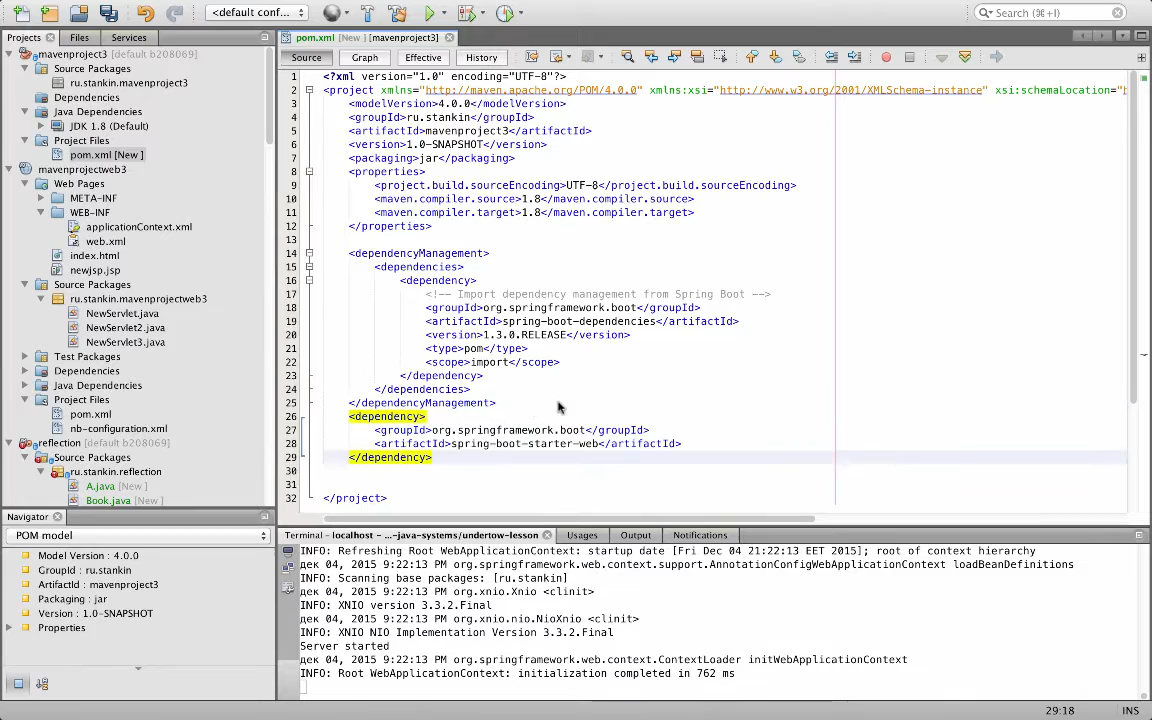 <default conf...
Search (⌘+I)
Projects
Files
Services
pom.xml [New ] [mavenproject3]
Source
Graph
Effective
History
mavenproject3 [default b208069]
Source Packages
ru.stankin.mavenproject3
Dependencies
Java Dependencies
JDK 1.8 (Default)
Project Files
pom.xml [New ]
mavenprojectweb3
Web Pages
META-INF
WEB-INF
applicationContext.xml
web.xml
index.html
newjsp.jsp
Source Packages
ru.stankin.mavenprojectweb3
NewServlet.java
NewServlet2.java
NewServlet3.java
Test Packages
Dependencies
Java Dependencies
Project Files
pom.xml
nb-configuration.xml
reflection [default b208069]
Source Packages
ru.stankin.reflection
A.java [New ]
Book.java [New ]
1 <?xml version="1.0" encoding="UTF-8"?>
2 <project xmlns="http://maven.apache.org/POM/4.0.0" xmlns:xsi="http://www.w3.org/2001/XMLSchema-instance" xsi:schemaLocation="h
3 <modelVersion>4.0.0</modelVersion>
4 <groupId>ru.stankin</groupId>
5 <artifactId>mavenproject3</artifactId>
6 <version>1.0-SNAPSHOT</version>
7 <packaging>jar</packaging>
8 <properties>
9 <project.build.sourceEncoding>UTF-8</project.build.sourceEncoding>
10 <maven.compiler.source>1.8</maven.compiler.source>
11 <maven.compiler.target>1.8</maven.compiler.target>
12 </properties>
13
14 <dependencyManagement>
15 <dependencies>
16 <dependency>
17 <!-- Import dependency management from Spring Boot -->
18 <groupId>org.springframework.boot</groupId>
19 <artifactId>spring-boot-dependencies</artifactId>
20 <version>1.3.0.RELEASE</version>
21 <type>pom</type>
22 <scope>import</scope>
23 </dependency>
24 </dependencies>
25 </dependencyManagement>
26 <dependency>
27 <groupId>org.springframework.boot</groupId>
28 <artifactId>spring-boot-starter-web</artifactId>
29 </dependency>
30
31
32 </project>
Navigator
POM model
Model Version : 4.0.0
GroupId : ru.stankin
ArtifactId : mavenproject3
Packaging : jar
Version : 1.0-SNAPSHOT
Properties
Terminal - localhost - ...-java-systems/undertow-lesson
Usages
Output
Notifications
INFO: Refreshing Root WebApplicationContext: startup date [Fri Dec 04 21:22:13 EET 2015]; root of context hierarchy
дек 04, 2015 9:22:13 PM org.springframework.web.context.support.AnnotationConfigWebApplicationContext loadBeanDefinitions
INFO: Scanning base packages: [ru.stankin]
дек 04, 2015 9:22:13 PM org.xnio.Xnio <clinit>
INFO: XNIO version 3.3.2.Final
дек 04, 2015 9:22:13 PM org.xnio.nio.NioXnio <clinit>
INFO: XNIO NIO Implementation Version 3.3.2.Final
Server started
дек 04, 2015 9:22:13 PM org.springframework.web.context.ContextLoader initWebApplicationContext
INFO: Root WebApplicationContext: initialization completed in 762 ms
29:18
INS